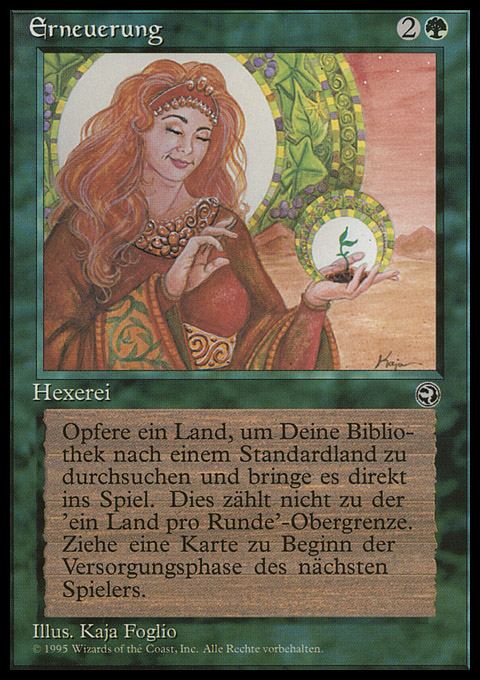 Erneuerung 2
Kaja
Hexerei
Opfere ein Land, um Deine Biblio-
thek nach einem Standardland zu
durchsuchen und bringe es direkt
ins Spiel. Dies zählt nicht zu der
'ein Land pro Runde'-Obergrenze.
Ziehe eine Karte zu Beginn der
Versorgungsphase des nächsten
Spielers.
Illus. Kaja Foglio
© 1995 Wizards of the Coast, Inc. Alle Rechte vorbehalten.